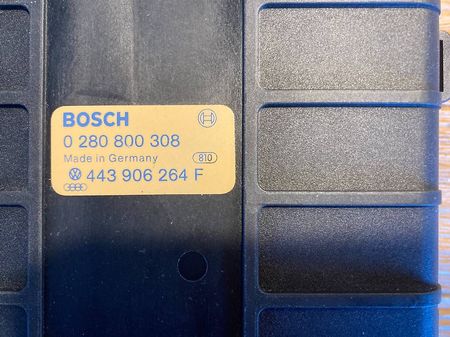 BOSCH
0 280 800 308
Made in Germany 810
443 906 264 F